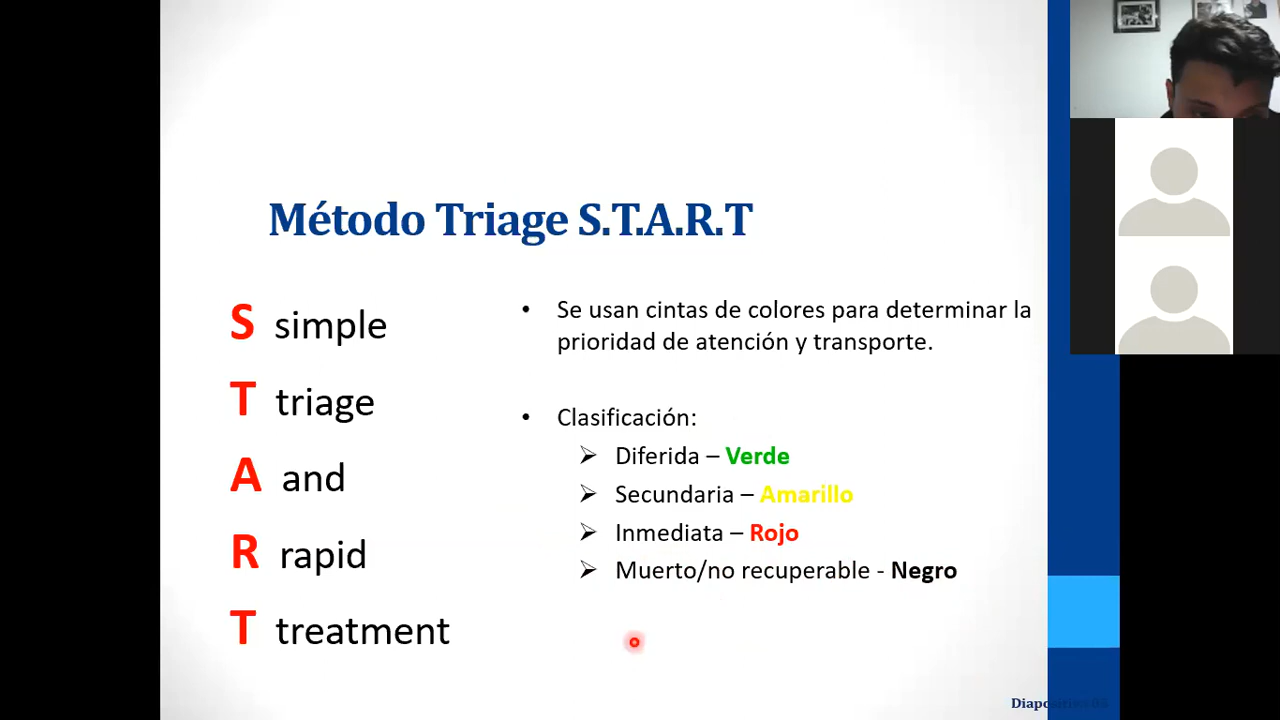 Método Triage S.T.A.R.T
S simple
T triage
A and
R rapid
T treatment
• Se usan cintas de colores para determinar la
prioridad de atención y transporte.
• Clasificación:
➢ Diferida – Verde
➢ Secundaria – Amarillo
➢ Inmediata – Rojo
➢ Muerto/no recuperable - Negro